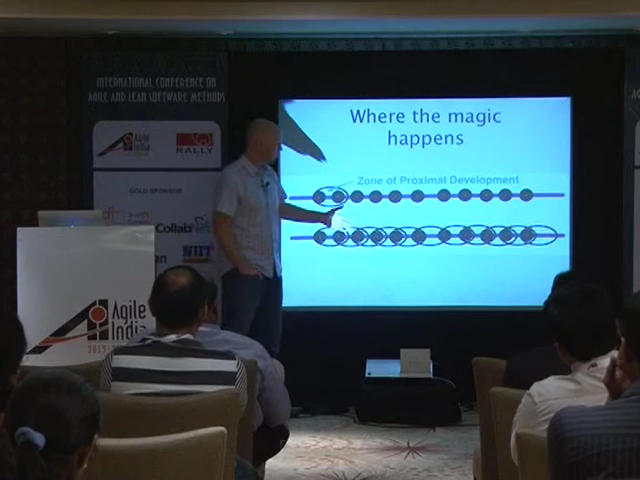 INTERNATIONAL CONFERENCE ON
AGILE AND LEAN SOFTWARE METHODS
Agile
India
RALLY
GOLD SPONSOR
CollabNet
NIIT
Where the magic
happens
Zone of Proximal Development
Agile
India